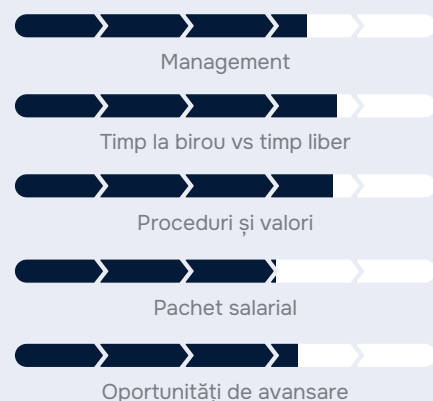 Management
Timp la birou vs timp liber
Proceduri și valori
Pachet salarial
Oportunități de avansare